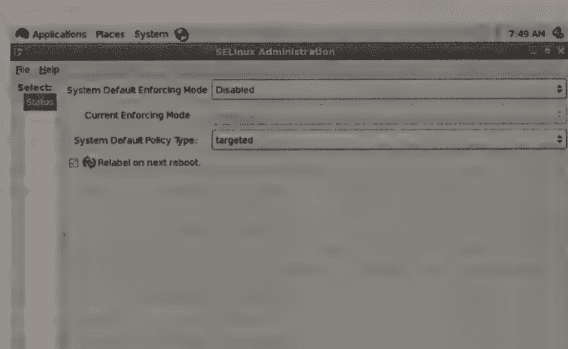 Applications Places System 7:49 AM
SELinux Administration
File Help
Select:
Status
System Default Enforcing Mode Disabled
Current Enforcing Mode
System Default Policy Type: targeted
Relabel on next reboot.